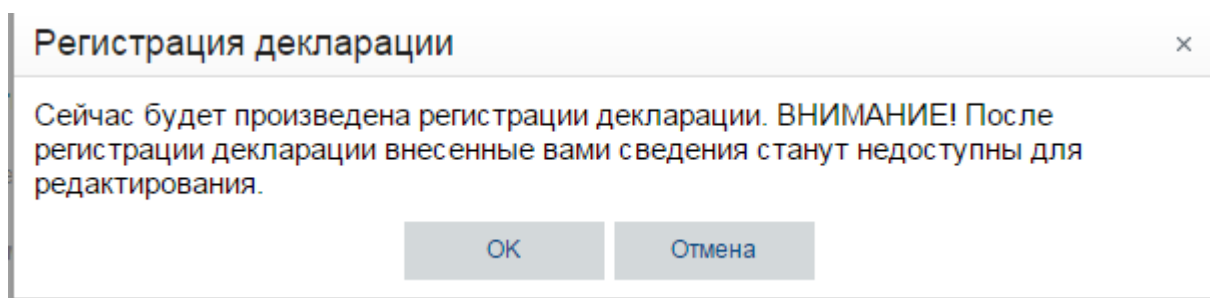 Регистрация декларации
Сейчас будет произведена регистрации декларации. ВНИМАНИЕ! После
регистрации декларации внесенные вами сведения станут недоступны для
редактирования.
OK
Отмена